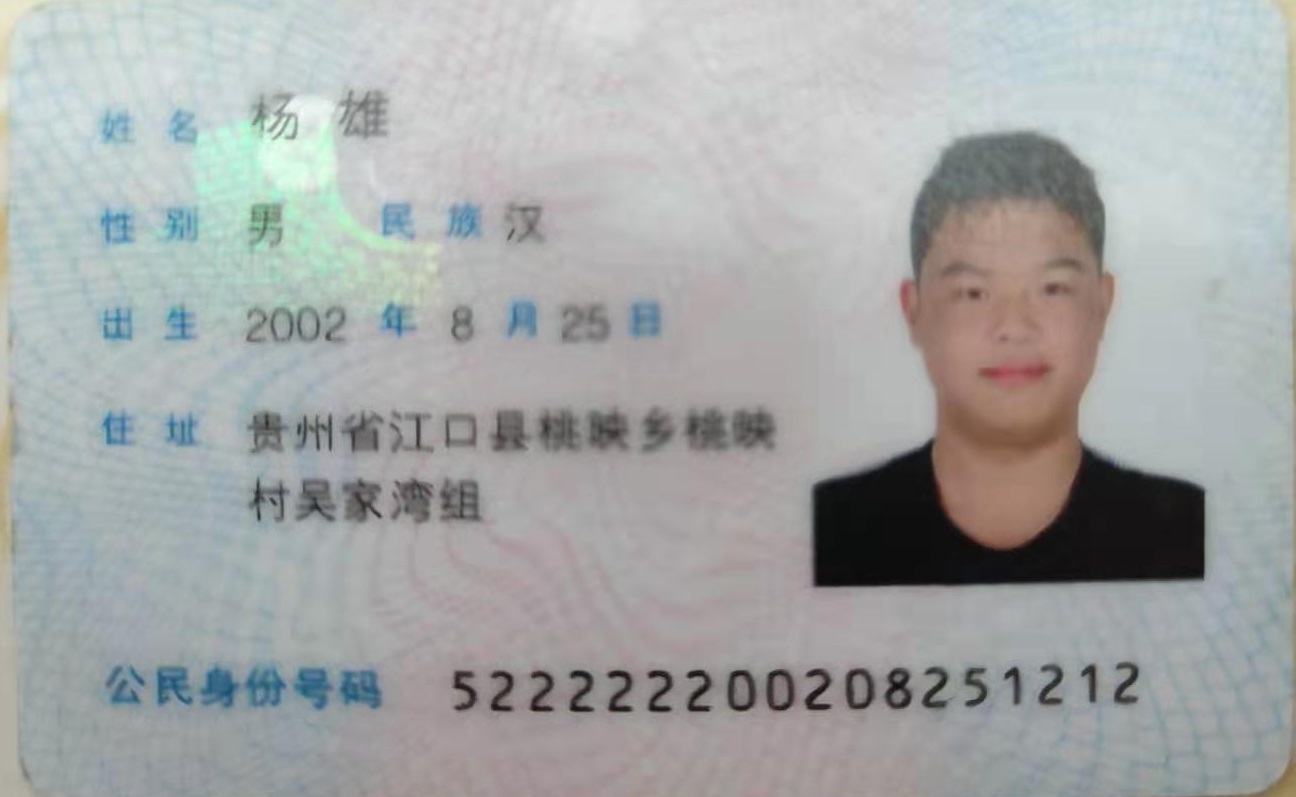 姓名 杨雄
性别 男 民族 汉
出生 2002 年 8 月 25 日
住址 贵州省江口县桃映乡桃映
村吴家湾组
公民身份号码 522222200208251212